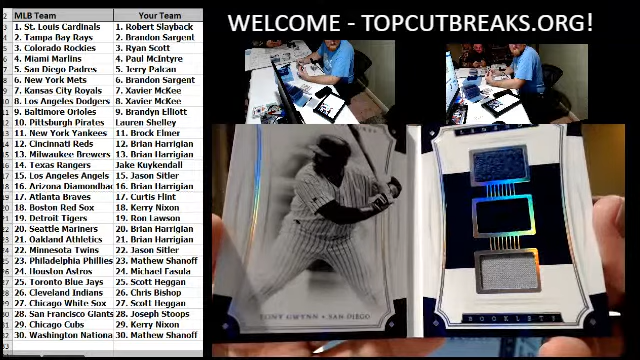 WELCOME - TOPCUTBREAKS.ORG!
MLB Team Your Team
1. St. Louis Cardinals 1. Robert Slayback
2. Tampa Bay Rays 2. Brandon Sargent
3. Colorado Rockies 3. Ryan Scott
4. Miami Marlins 4. Paul McIntyre
5. San Diego Padres 5. Terry Palcan
6. New York Mets 6. Brandon Sargent
7. Kansas City Royals 7. Xavier McKee
8. Los Angeles Dodgers 8. Xavier McKee
9. Baltimore Orioles 9. Brandyn Elliott
10. Pittsburgh Pirates Lauren Shelley
11. New York Yankees 11. Brock Elmer
12. Cincinnati Reds 12. Brian Harrigan
13. Milwaukee Brewers 13. Brian Harrigan
14. Texas Rangers Jake Kuykendall
15. Los Angeles Angels 15. Jason Sitler
16. Arizona Diamondbac 16. Brian Harrigan
17. Atlanta Braves 17. Curtis Flint
18. Boston Red Sox 18. Kerry Nixon
19. Detroit Tigers 19. Ron Lawson
20. Seattle Mariners 20. Brian Harrigan
21. Oakland Athletics 21. Brian Harrigan
22. Minnesota Twins 22. Jason Sitler
23. Philadelphia Phillies 23. Mathew Shanoff
24. Houston Astros 24. Michael Fasula
25. Toronto Blue Jays 25. Scott Heggan
26. Cleveland Indians 26. Chris Bishop
27. Chicago White Sox 27. Scott Heggan
28. San Francisco Giants 28. Joseph Stoops
29. Chicago Cubs 29. Kerry Nixon
30. Washington Nationa 30. Mathew Shanoff
TONY GWYNN • SAN DIEGO
BOOKLETS